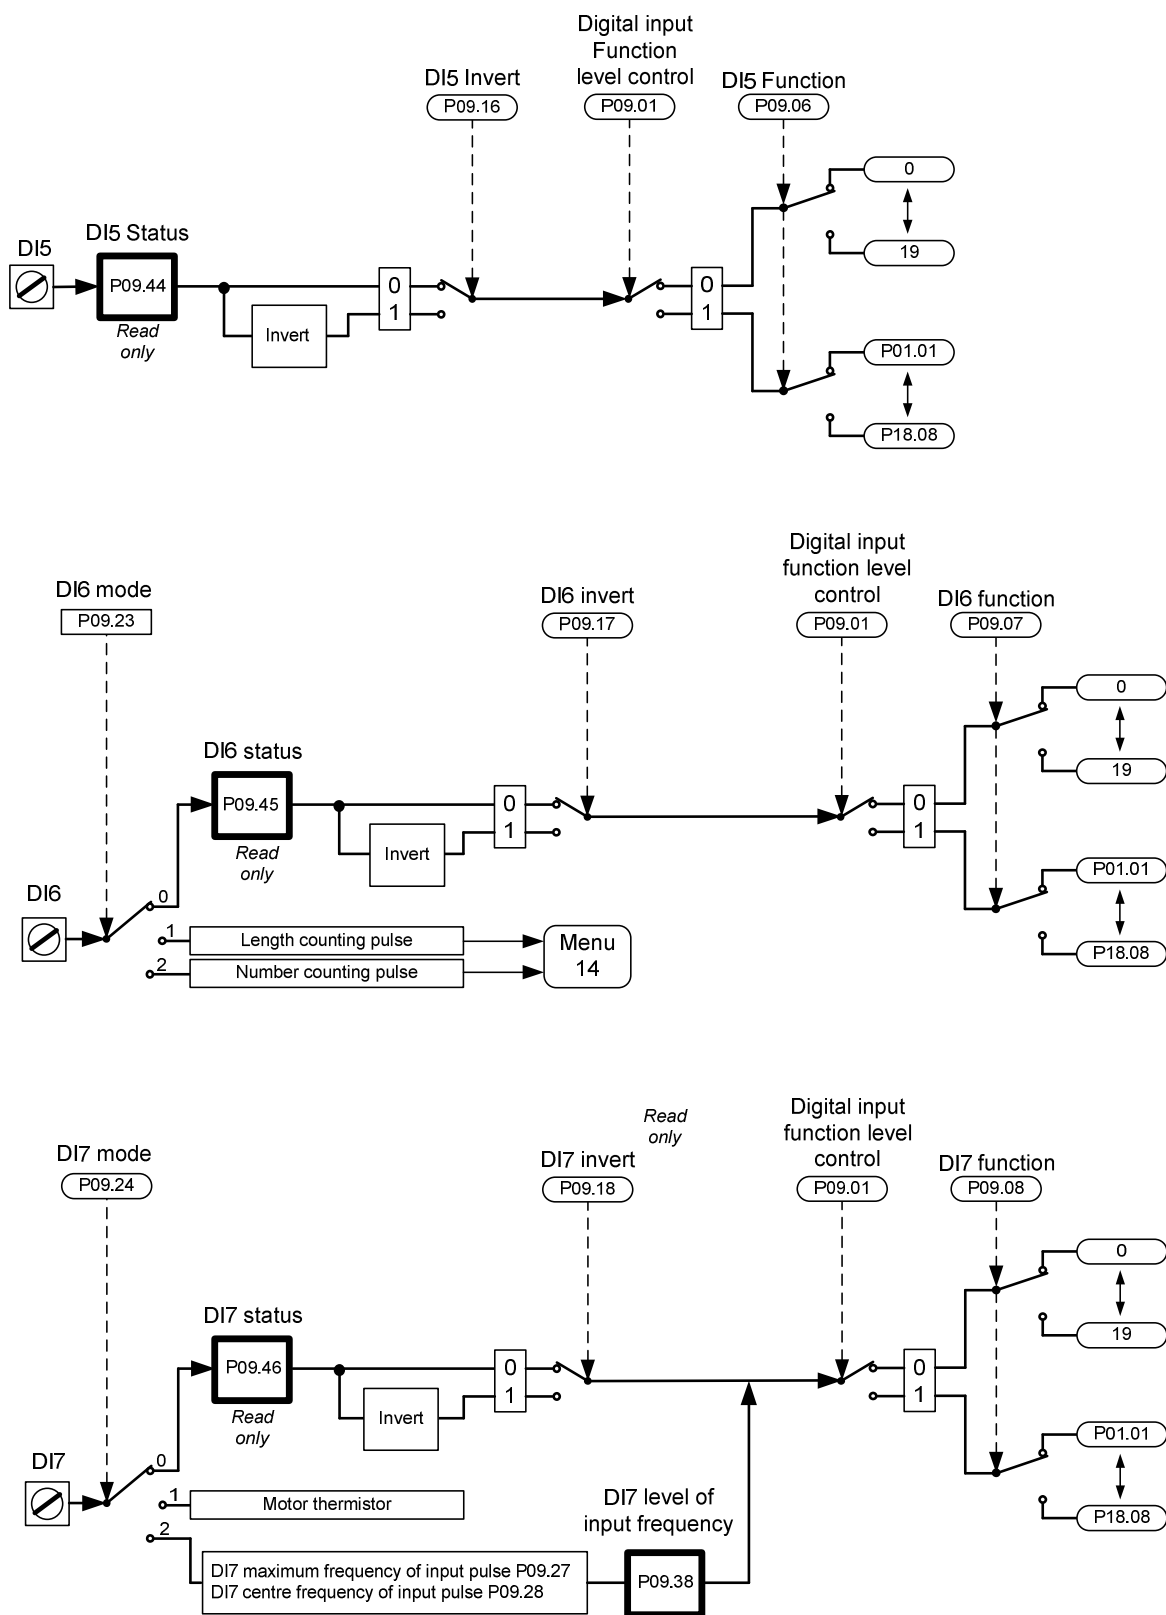 Digital input
Function
level control
DI5 Invert
DI5 Function
P09.16
P09.01
P09.06
0
19
DI5
DI5 Status
P09.44
Read
only
Invert
0
1
0
1
P01.01
P18.08
Digital input
function level
control
DI6 mode
DI6 invert
DI6 function
P09.23
P09.17
P09.01
P09.07
0
19
DI6 status
P09.45
Read
only
Invert
0
1
0
1
P01.01
P18.08
DI6
0
1
Length counting pulse
2
Number counting pulse
Menu
14
Read
only
Digital input
function level
control
DI7 mode
DI7 invert
DI7 function
P09.24
P09.18
P09.01
P09.08
0
19
DI7 status
P09.46
Read
only
Invert
0
1
0
1
P01.01
P18.08
DI7
0
1
Motor thermistor
2
DI7 level of
input frequency
DI7 maximum frequency of input pulse P09.27
DI7 centre frequency of input pulse P09.28
P09.38